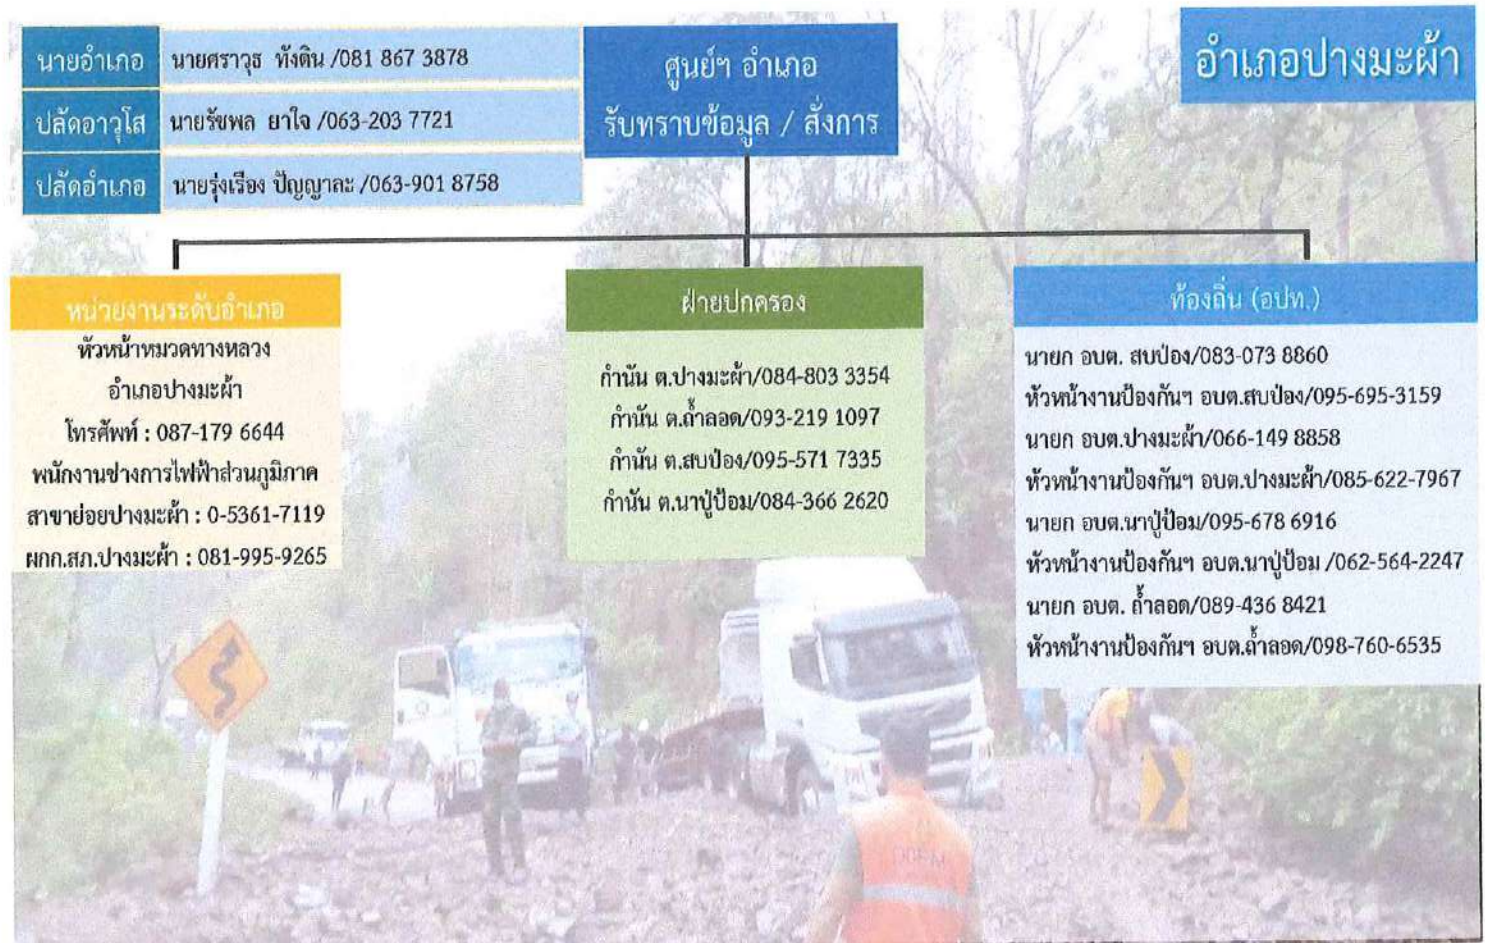 นายอำเภอ นายศราวุธ ทังดิน /081 867 3878
ปลัดอาวุโส นายรัชพล ยาใจ /063-203 7721
ปลัดอำเภอ นายรุ่งเรือง ปัญญาละ /063-901 8758
ศูนย์ฯ อำเภอ
รับทราบข้อมูล / สั่งการ
อำเภอปางมะผ้า
หน่วยงานระดับอำเภอ
หัวหน้าหมวดทางหลวง
อำเภอปางมะผ้า
โทรศัพท์ : 087-179 6644
พนักงานช่างการไฟฟ้าส่วนภูมิภาค
สาขาย่อยปางมะผ้า : 0-5361-7119
ผกก.สภ.ปางมะผ้า : 081-995-9265
ฝ่ายปกครอง
กำนัน ต.ปางมะผ้า/084-803 3354
กำนัน ต.ถ้ำลอด/093-219 1097
กำนัน ต.สบป่อง/095-571 7335
กำนัน ต.นาปู่ป้อม/084-366 2620
ท้องถิ่น (อปท.)
นายก อบต. สบป่อง/083-073 8860
หัวหน้างานป้องกันฯ อบต.สบป่อง/095-695-3159
นายก อบต.ปางมะผ้า/066-149 8858
หัวหน้างานป้องกันฯ อบต.ปางมะผ้า/085-622-7967
นายก อบต.นาปู่ป้อม/095-678 6916
หัวหน้างานป้องกันฯ อบต.นาปู่ป้อม /062-564-2247
นายก อบต. ถ้ำลอด/089-436 8421
หัวหน้างานป้องกันฯ อบต.ถ้ำลอด/098-760-6535